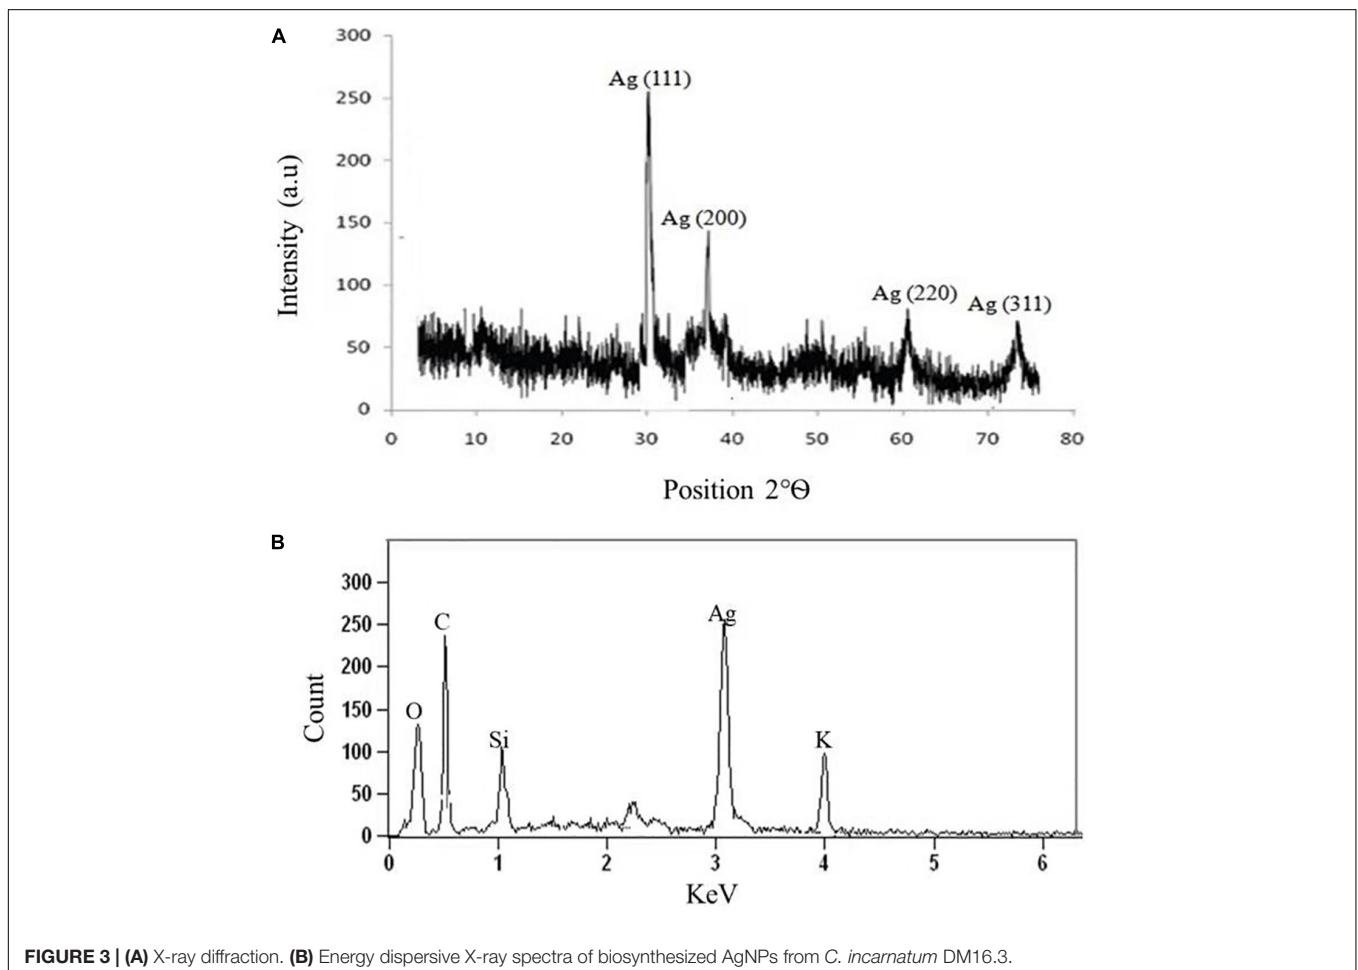 A
300
250
200
150
100
50
0
Intensity (a.u)
Ag (111)
Ag (200)
Ag (220)
Ag (311)
0 10 20 30 40 50 60 70 80
Position 2°Θ
B
300
250
200
150
100
50
0
Count
O
C
Si
Ag
K
0 1 2 3 4 5 6
KeV
FIGURE 3 | (A) X-ray diffraction. (B) Energy dispersive X-ray spectra of biosynthesized AgNPs from C. incarnatum DM16.3.